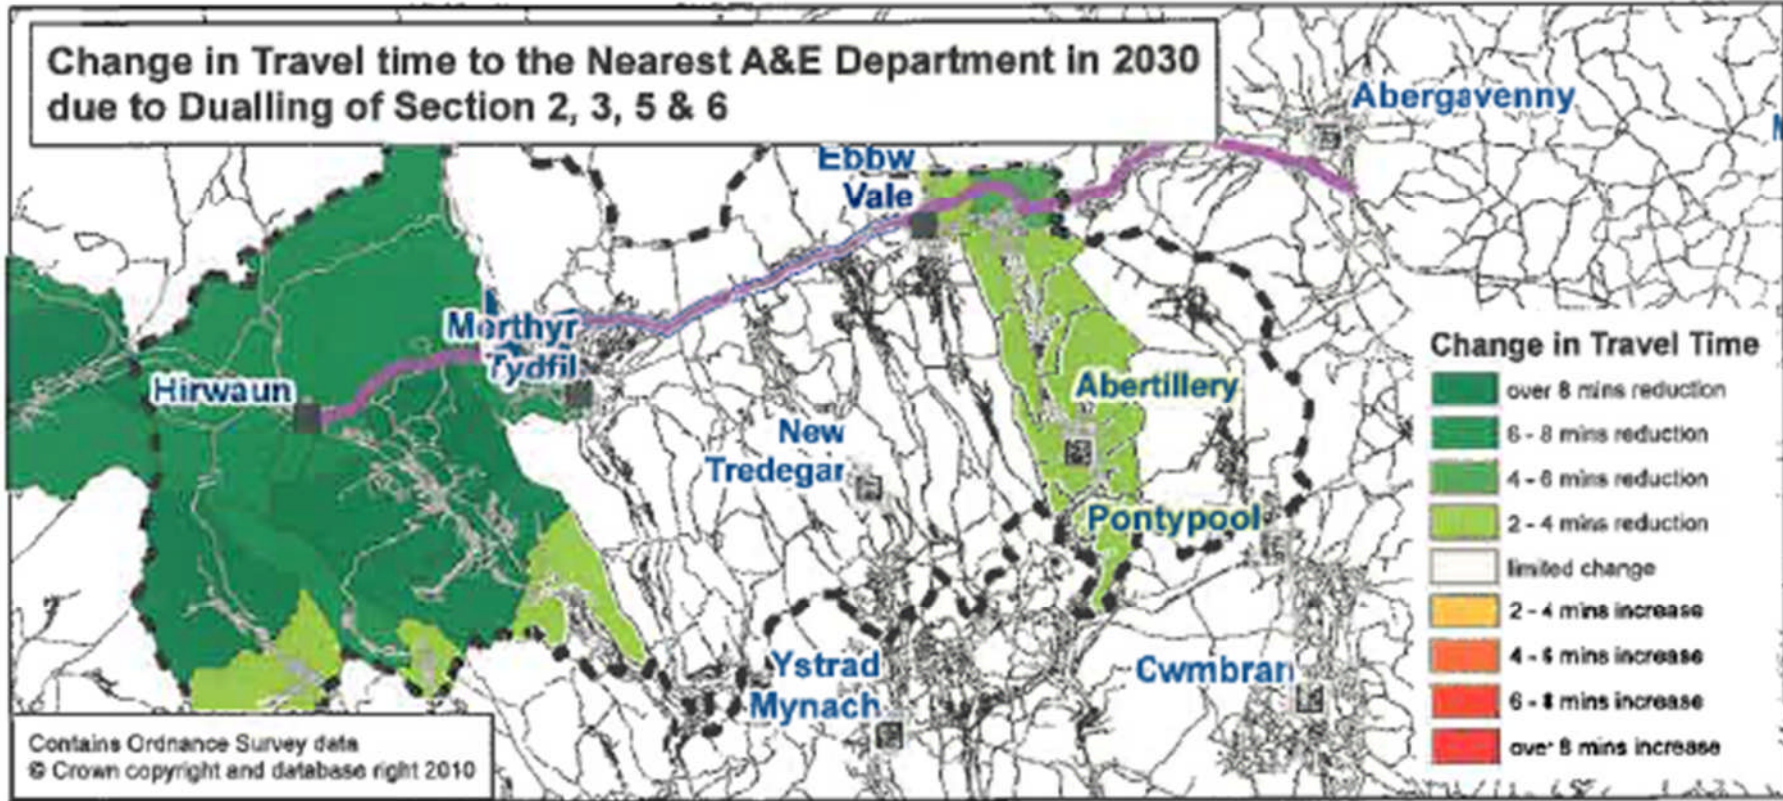 Change in Travel time to the Nearest A&E Department in 2030
due to Dualling of Section 2, 3, 5 & 6
Abergavenny
Ebbw
Vale
Merthyr
Tydfil
Hirwaun
Abertillery
New
Tredegar
Pontypool
Ystrad
Mynach
Cwmbran
Change in Travel Time
over 8 mins reduction
6 - 8 mins reduction
4 - 6 mins reduction
2 - 4 mins reduction
limited change
2 - 4 mins increase
4 - 6 mins increase
6 - 8 mins increase
over 8 mins increase
Contains Ordnance Survey data
© Crown copyright and database right 2010